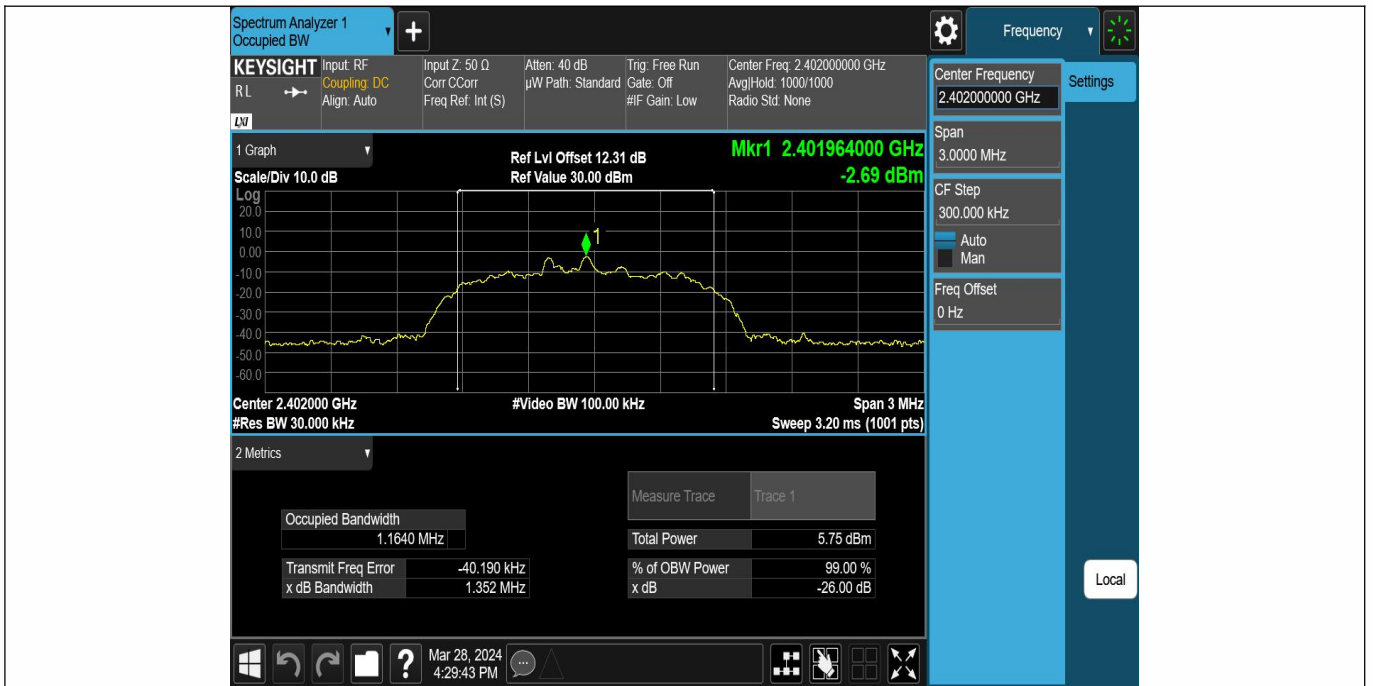 Spectrum Analyzer 1
Occupied BW
+
Frequency
KEYSIGHT
RL
LXI
Input: RF
Coupling: DC
Align: Auto
Input Z: 50 Ω
Corr CCorr
Freq Ref: Int (S)
Atten: 40 dB
µW Path: Standard
Trig: Free Run
Gate: Off
#IF Gain: Low
Center Freq: 2.402000000 GHz
Avg|Hold: 1000/1000
Radio Std: None
Center Frequency
2.402000000 GHz
Settings
Span
3.0000 MHz
CF Step
300.000 kHz
Auto
Man
Freq Offset
0 Hz
Local
1 Graph
Scale/Div 10.0 dB
Ref Lvl Offset 12.31 dB
Ref Value 30.00 dBm
Mkr1 2.401964000 GHz
-2.69 dBm
Log
20.0
10.0
0.00
-10.0
-20.0
-30.0
-40.0
-50.0
-60.0
1
Center 2.402000 GHz
#Video BW 100.00 kHz
Span 3 MHz
#Res BW 30.000 kHz
Sweep 3.20 ms (1001 pts)
2 Metrics
Measure Trace Trace 1
Occupied Bandwidth
1.1640 MHz
Total Power 5.75 dBm
Transmit Freq Error -40.190 kHz
% of OBW Power 99.00 %
x dB Bandwidth 1.352 MHz
x dB -26.00 dB
?
Mar 28, 2024
4:29:43 PM